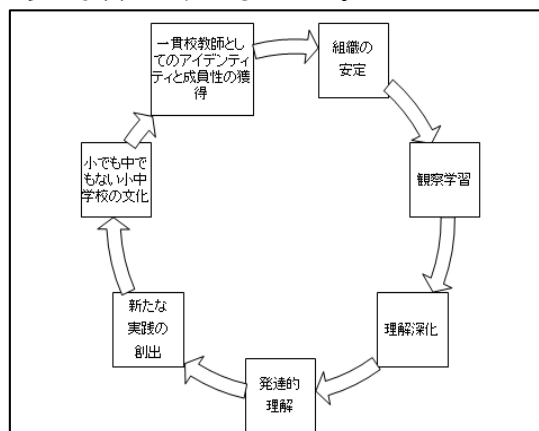 一貫校教師とし
てのアイデンティ
ティと成員性の獲
得
組織の
安定
観察学習
理解深化
発達的
理解
新たな
実践の
創出
小でも中で
もない小中
学校の文化